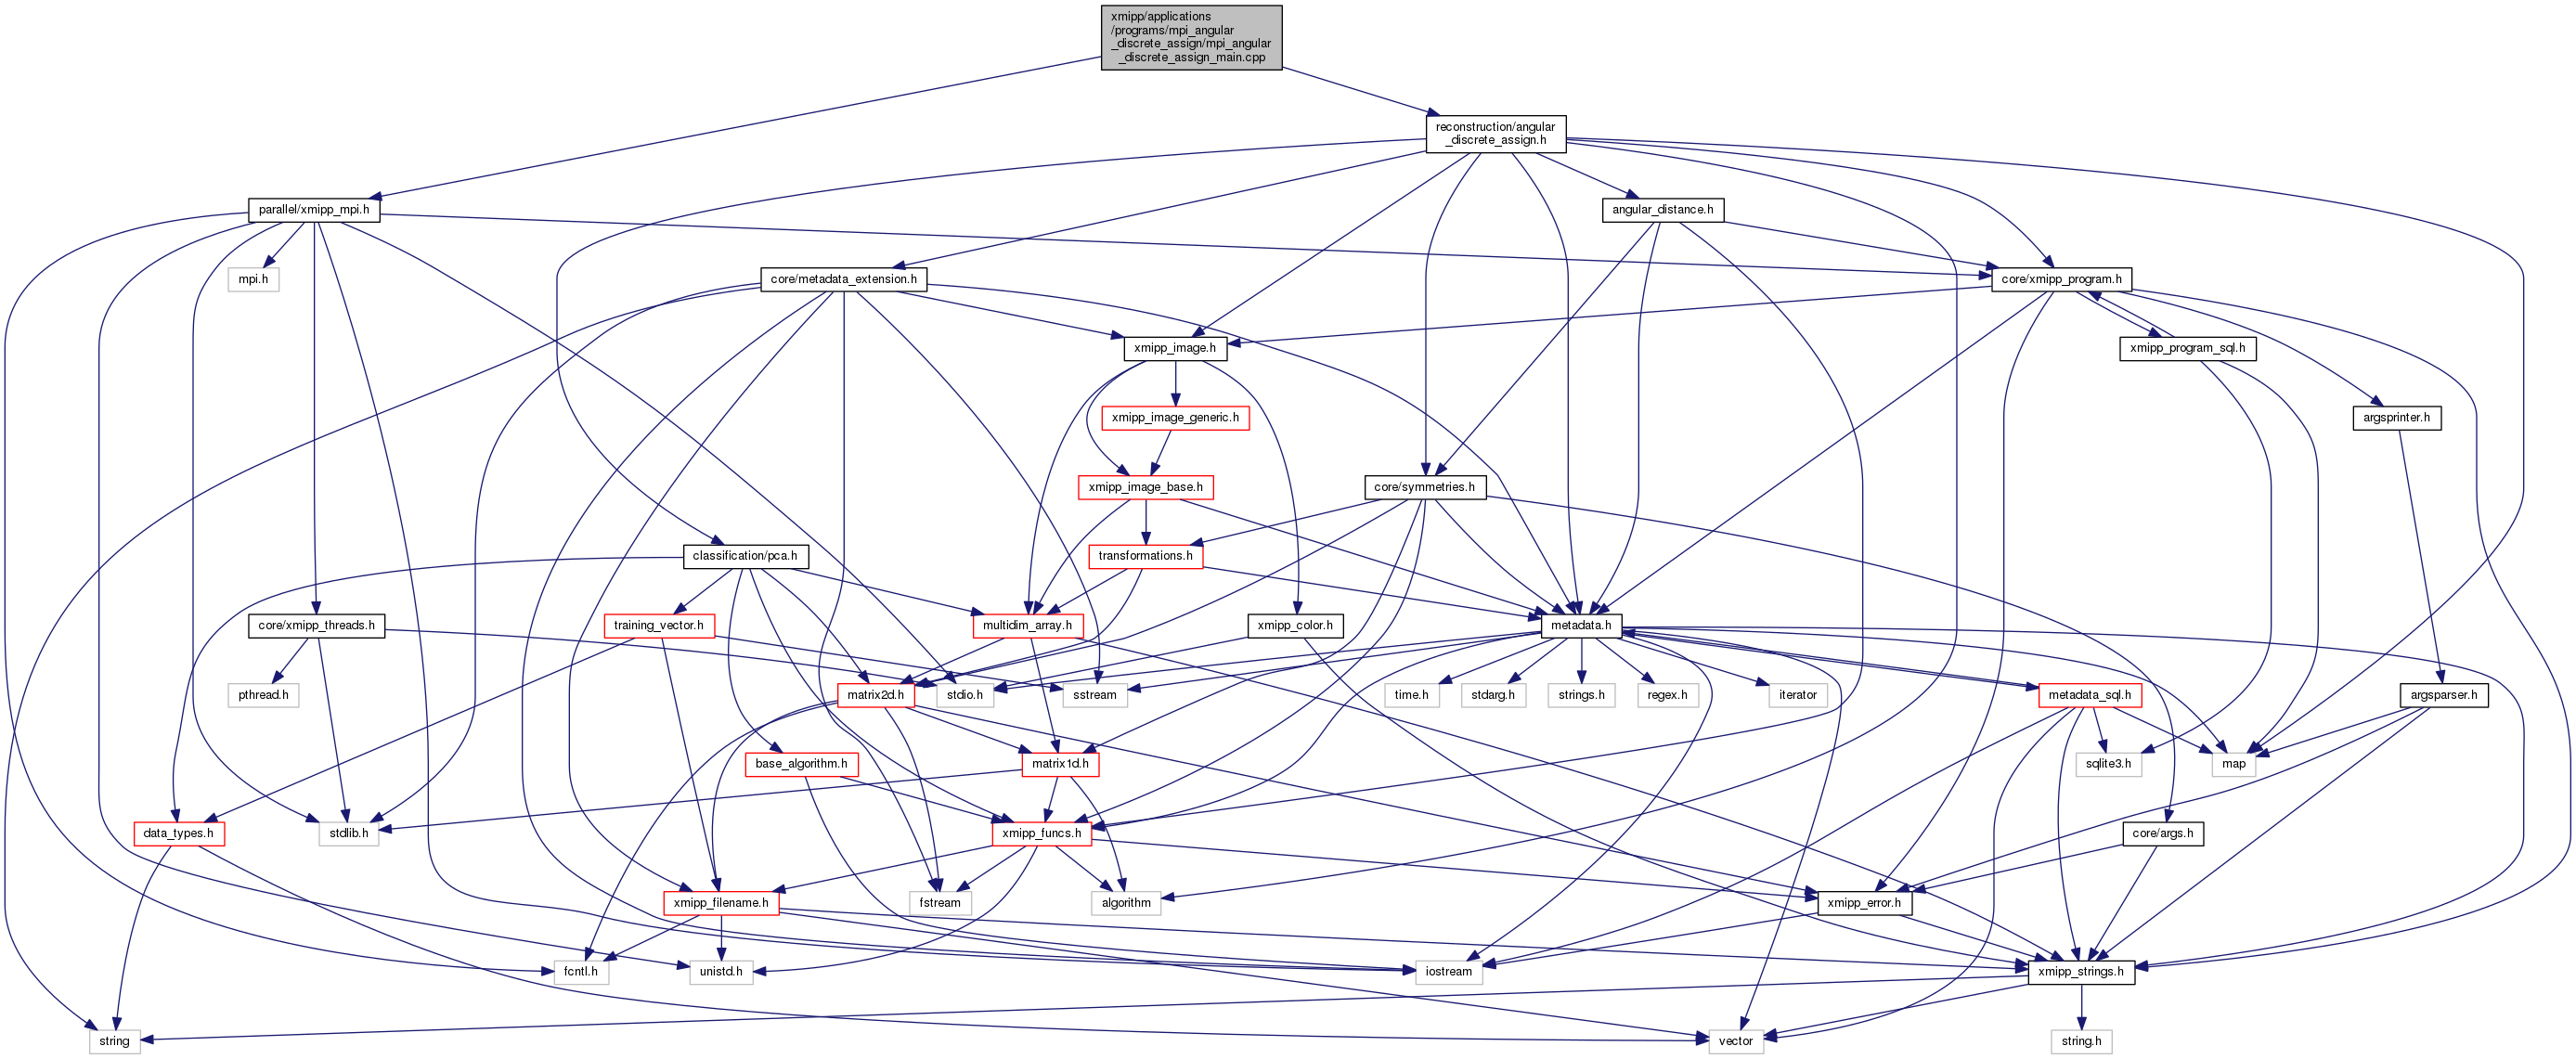 xmipp/applications
/programs/mpi_angular
_discrete_assign/mpi_angular
_discrete_assign_main.cpp
reconstruction/angular
_discrete_assign.h
parallel/xmipp_mpi.h
angular_distance.h
mpi.h
core/metadata_extension.h
core/xmipp_program.h
xmipp_image.h
xmipp_program_sql.h
xmipp_image_generic.h
argsprinter.h
xmipp_image_base.h
core/symmetries.h
classification/pca.h
transformations.h
core/xmipp_threads.h
training_vector.h
multidim_array.h
xmipp_color.h
metadata.h
pthread.h
matrix2d.h
stdio.h
sstream
time.h
stdarg.h
strings.h
regex.h
iterator
metadata_sql.h
argsparser.h
base_algorithm.h
matrix1d.h
sqlite3.h
map
data_types.h
stdlib.h
xmipp_funcs.h
core/args.h
xmipp_filename.h
fstream
algorithm
xmipp_error.h
fcntl.h
unistd.h
iostream
xmipp_strings.h
string
vector
string.h